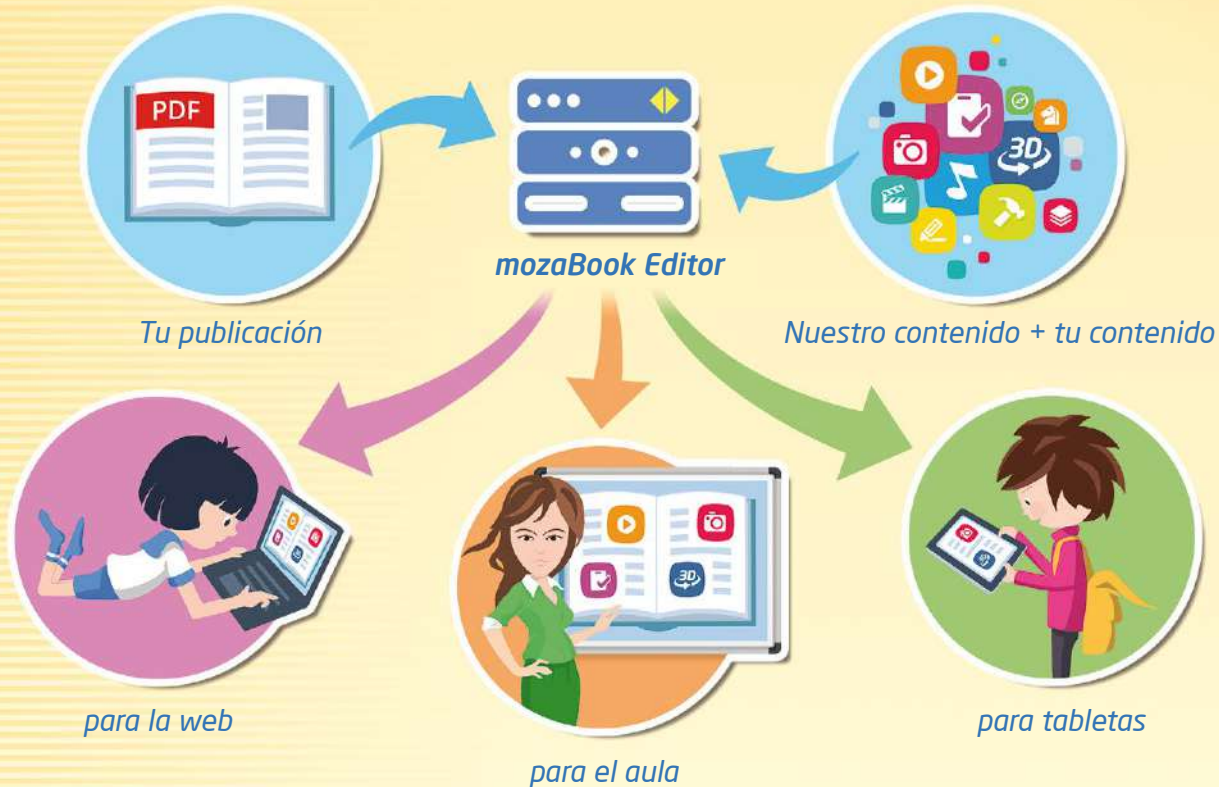 PDF
3D
mozaBook Editor
Tu publicación
Nuestro contenido + tu contenido
3D
para la web
para el aula
para tabletas